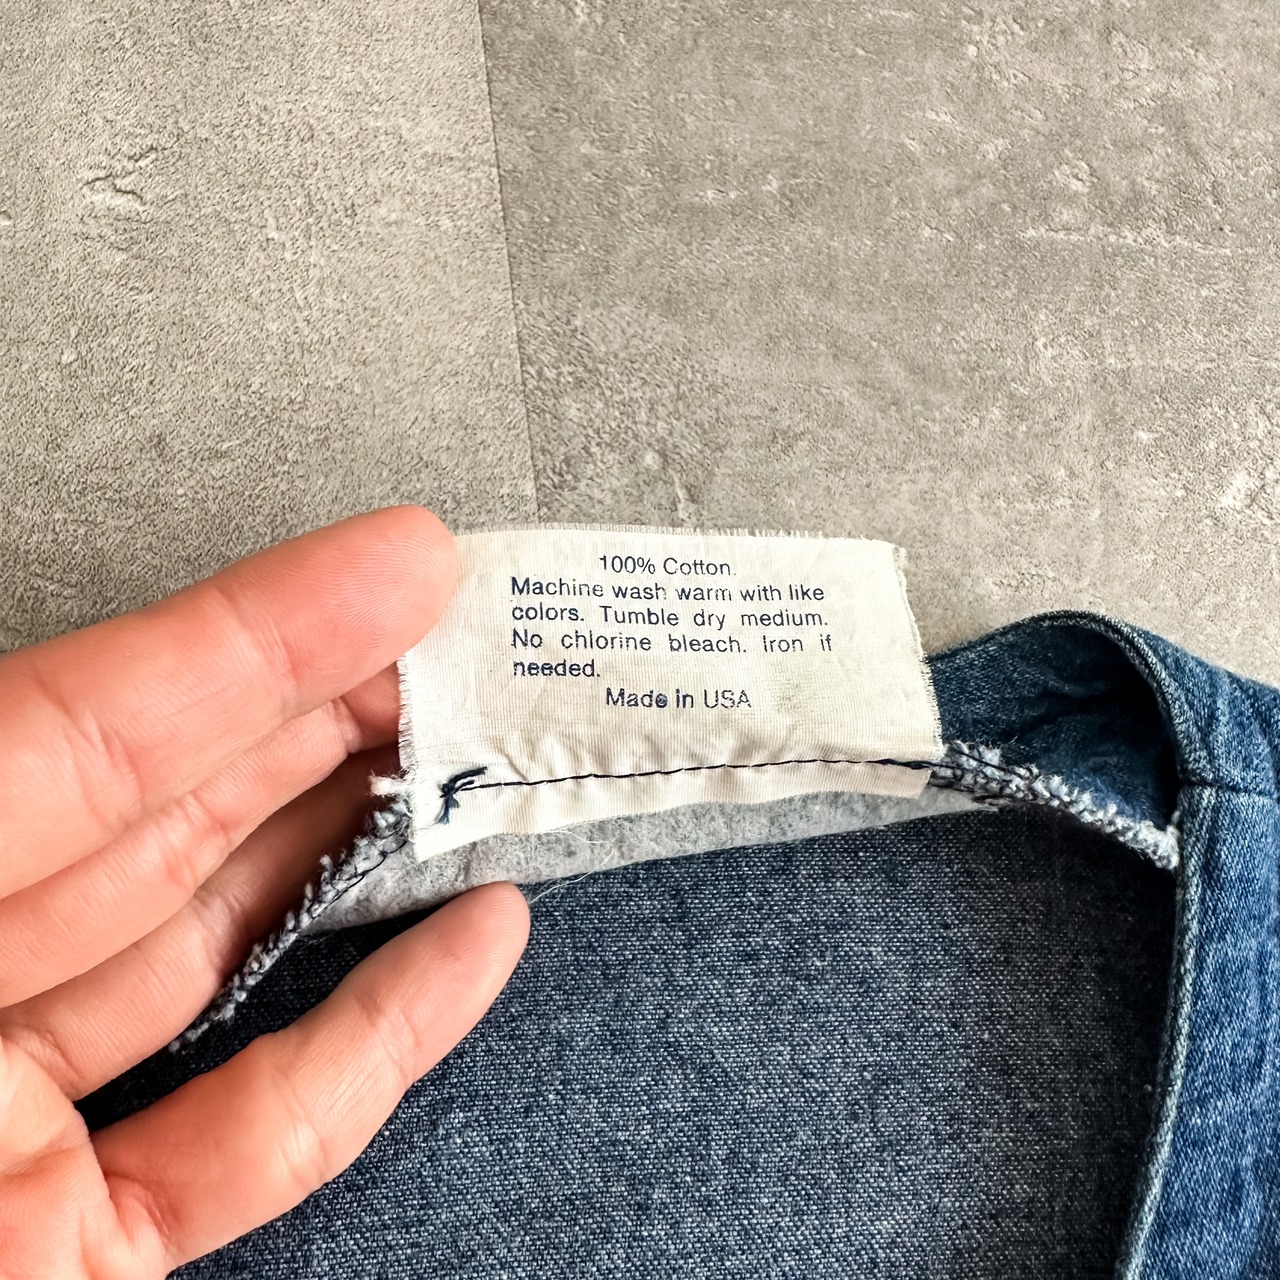 100% Cotton.
Machine wash warm with like
colors. Tumble dry medium.
No chlorine bleach. Iron if
needed.
Made in USA